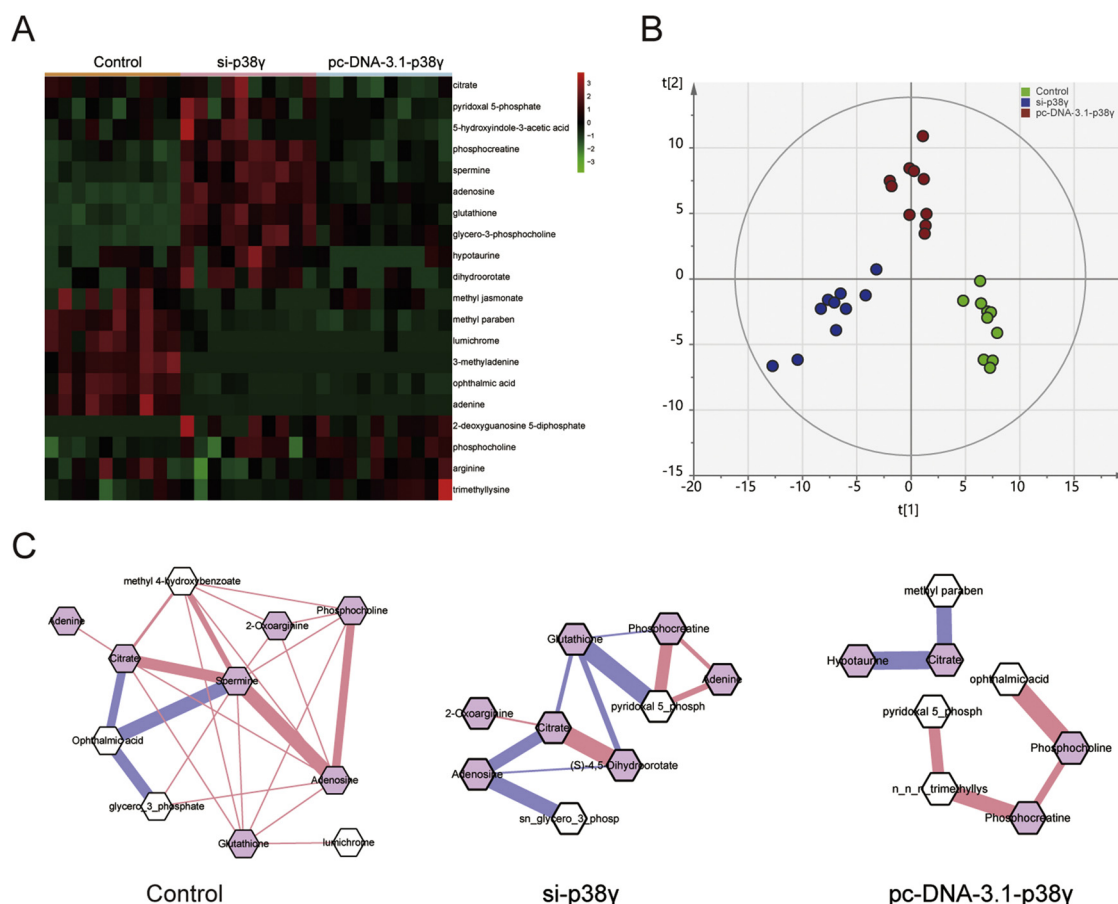 A
Control
si-p38γ
pc-DNA-3.1-p38γ
citrate
pyridoxal 5-phosphate
5-hydroxyindole-3-acetic acid
phosphocreatine
spermine
adenosine
glutathione
glycero-3-phosphocholine
hypotaurine
dihydroorotate
methyl jasmonate
methyl paraben
lumichrome
3-methyladenine
ophthalmic acid
adenine
2-deoxyguanosine 5-diphosphate
phosphocholine
arginine
trimethyllysine
3
2
1
0
−1
−2
−3
B
t[2]
Control
si-p38γ
pc-DNA-3.1-p38γ
10
5
0
-5
-10
-15
-20
-15
-10
-5
0
5
10
15
t[1]
C
methyl 4-hydroxybenzoate
Adenine
2-Oxoarginine
Phosphocholine
Citrate
Spermine
Ophthalmic acid
Adenosine
glycero_3_phosphate
Glutathione
lumichrome
Control
Glutathione
Phosphocreatine
Adenine
pyridoxal 5_phosph
2-Oxoarginine
Citrate
(S)-4,5-Dihydroorotate
Adenosine
sn_glycero_3_phosp
si-p38γ
methyl paraben
Hypotaurine
Citrate
ophthalmic acid
pyridoxal 5_phosph
Phosphocholine
n_n_n_trimethyllys
Phosphocreatine
pc-DNA-3.1-p38γ